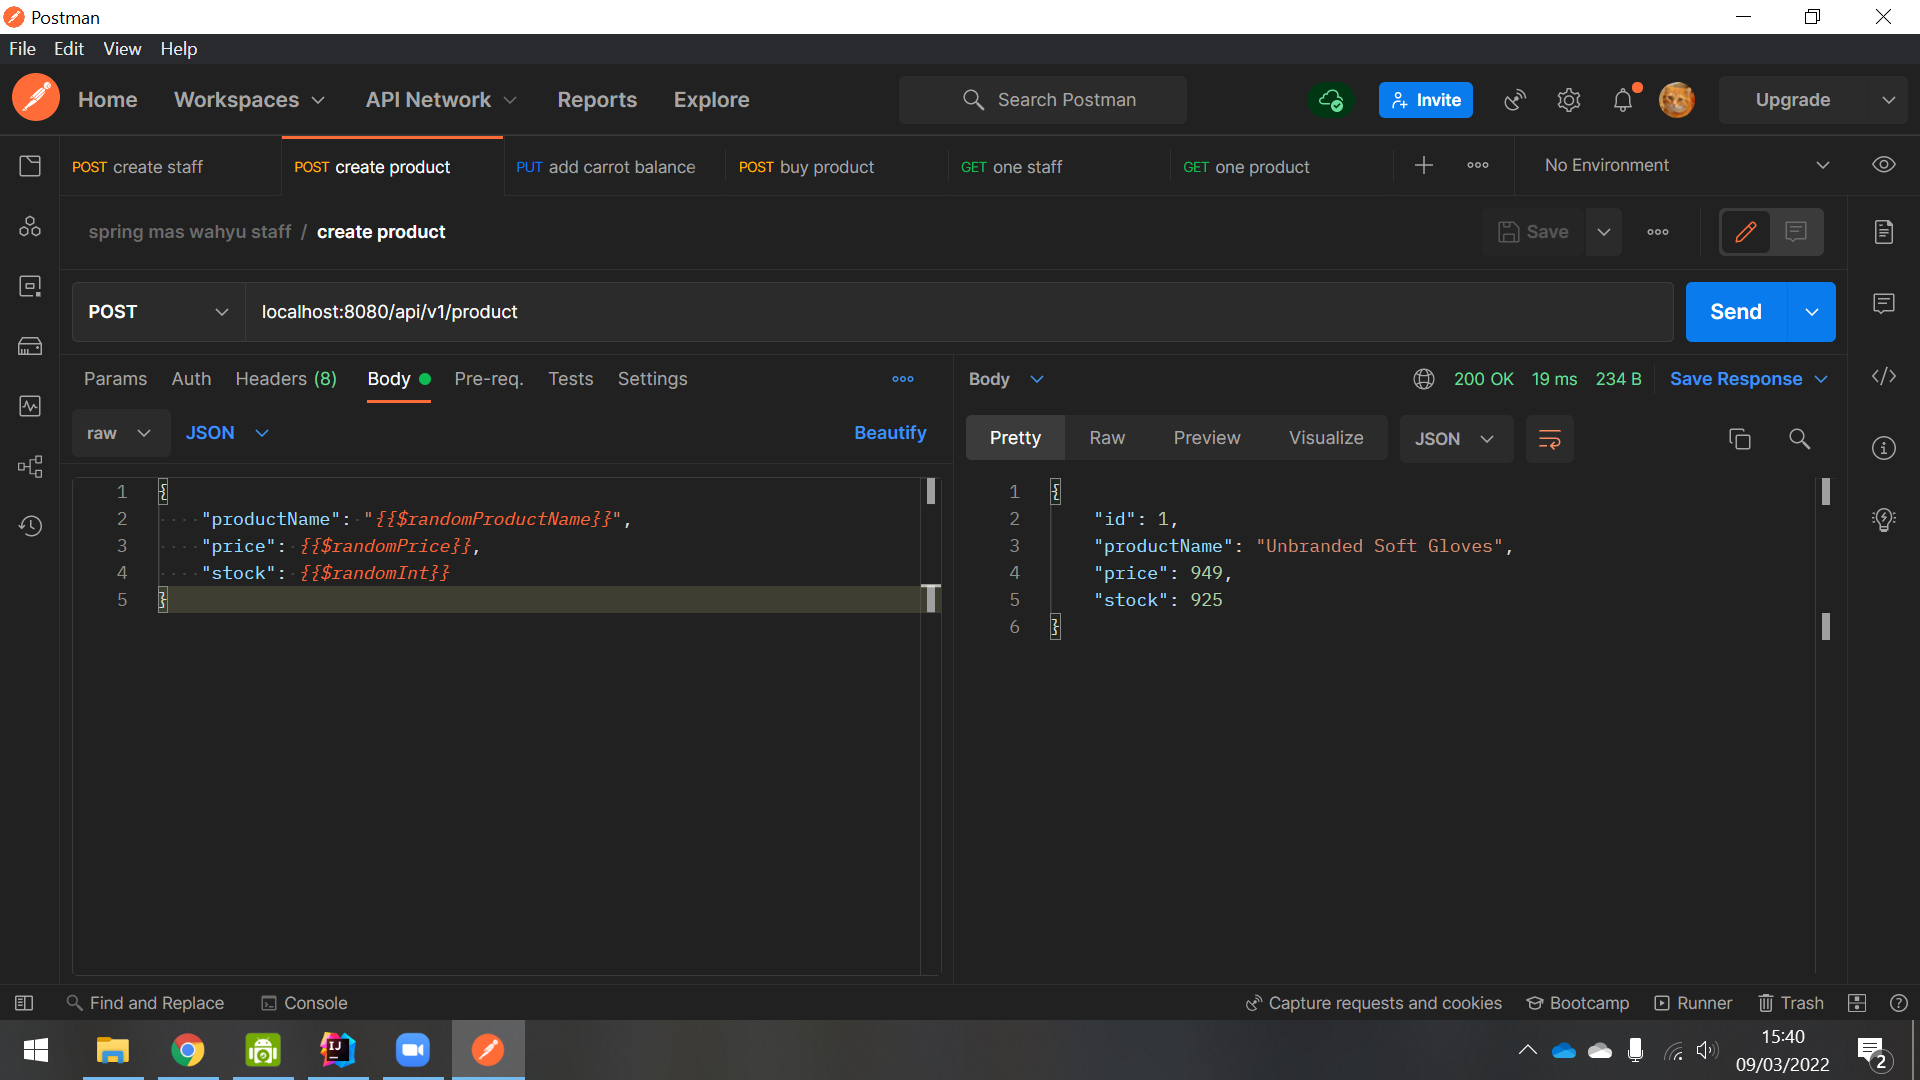 Postman
File Edit View Help
Home Workspaces API Network Reports Explore Search Postman Invite Upgrade
POST create staff POST create product PUT add carrot balance POST buy product GET one staff GET one product No Environment
spring mas wahyu staff / create product Save
POST localhost:8080/api/v1/product Send
Params Auth Headers (8) Body Pre-req. Tests Settings
raw JSON Beautify
1 {
2 "productName": "{{$randomProductName}}",
3 "price": {{$randomPrice}},
4 "stock": {{$randomInt}}
5 }
Body 200 OK 19 ms 234 B Save Response
Pretty Raw Preview Visualize JSON
1 {
2 "id": 1,
3 "productName": "Unbranded Soft Gloves",
4 "price": 949,
5 "stock": 925
6 }
Find and Replace Console Capture requests and cookies Bootcamp Runner Trash
IJ
15:40
09/03/2022
2